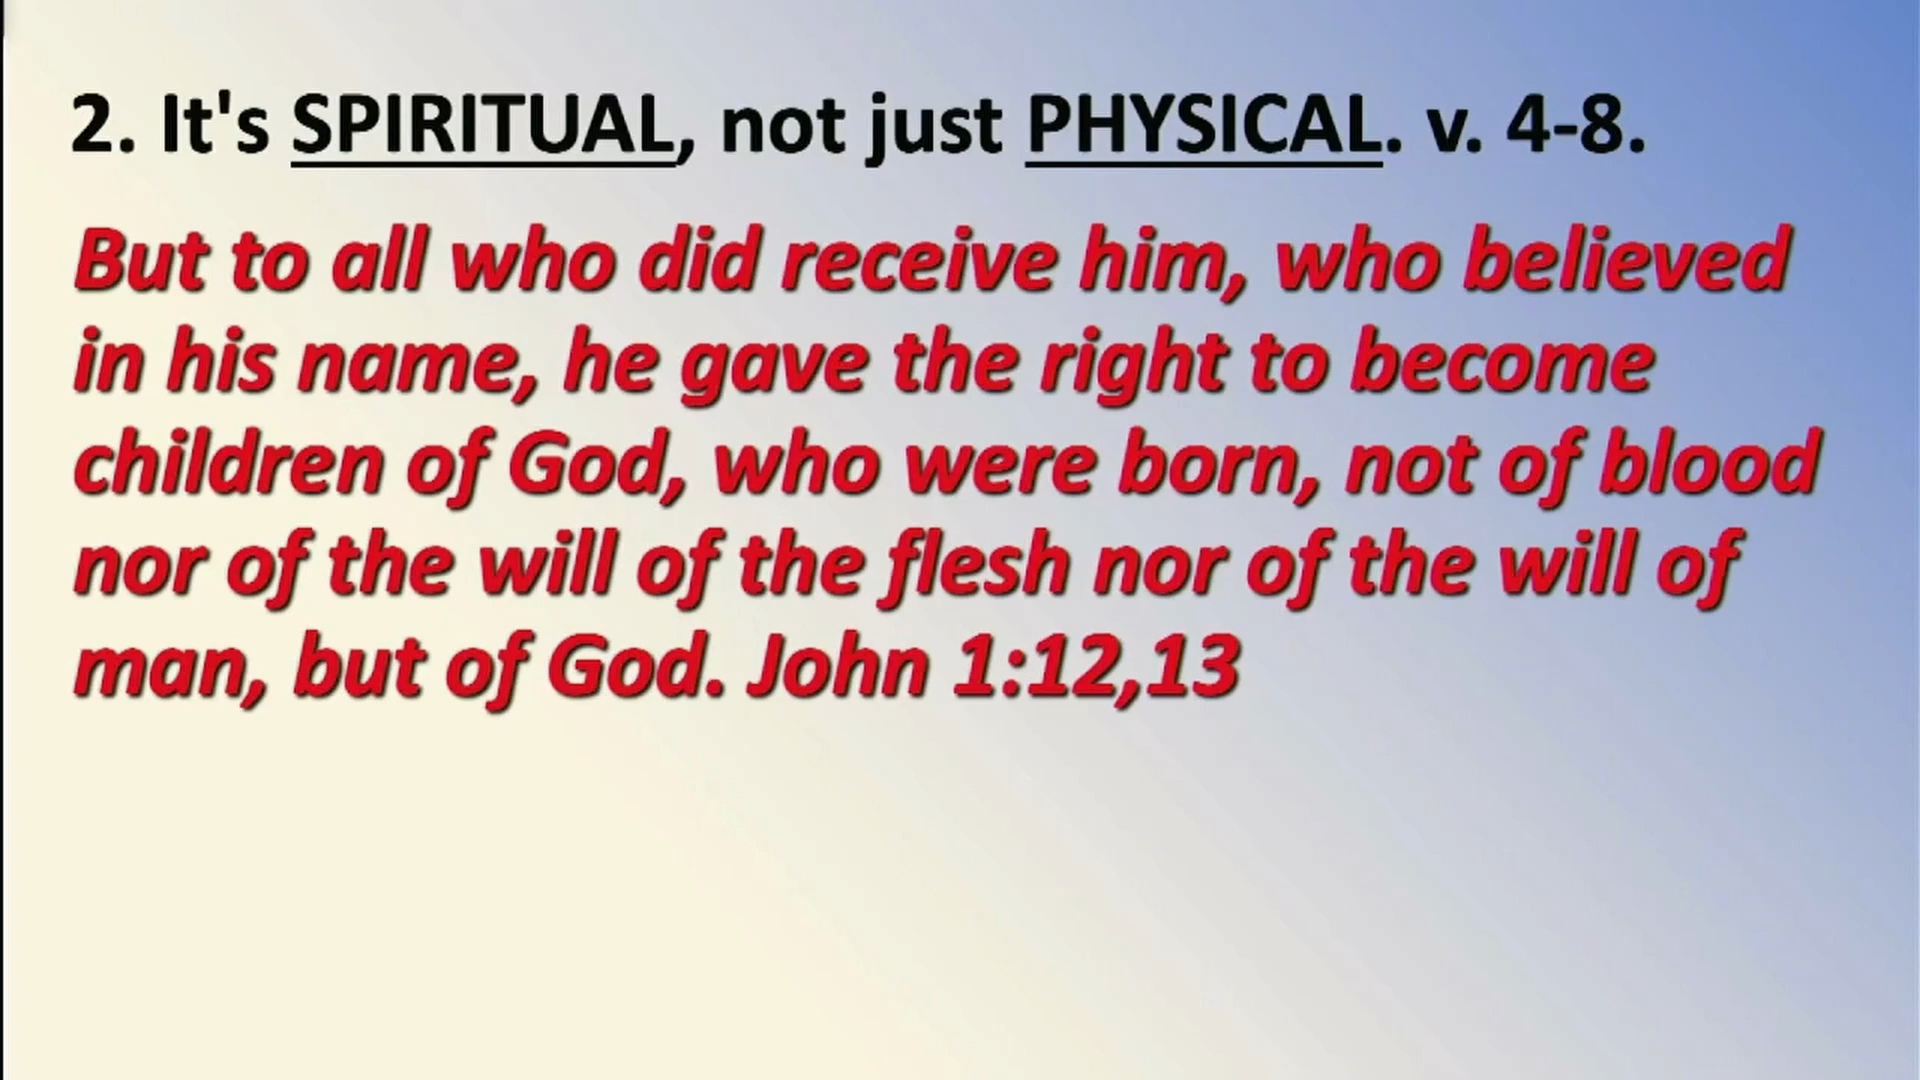 2. It's SPIRITUAL, not just PHYSICAL. v. 4-8.
But to all who did receive him, who believed
in his name, he gave the right to become
children of God, who were born, not of blood
nor of the will of the flesh nor of the will of
man, but of God. John 1:12,13